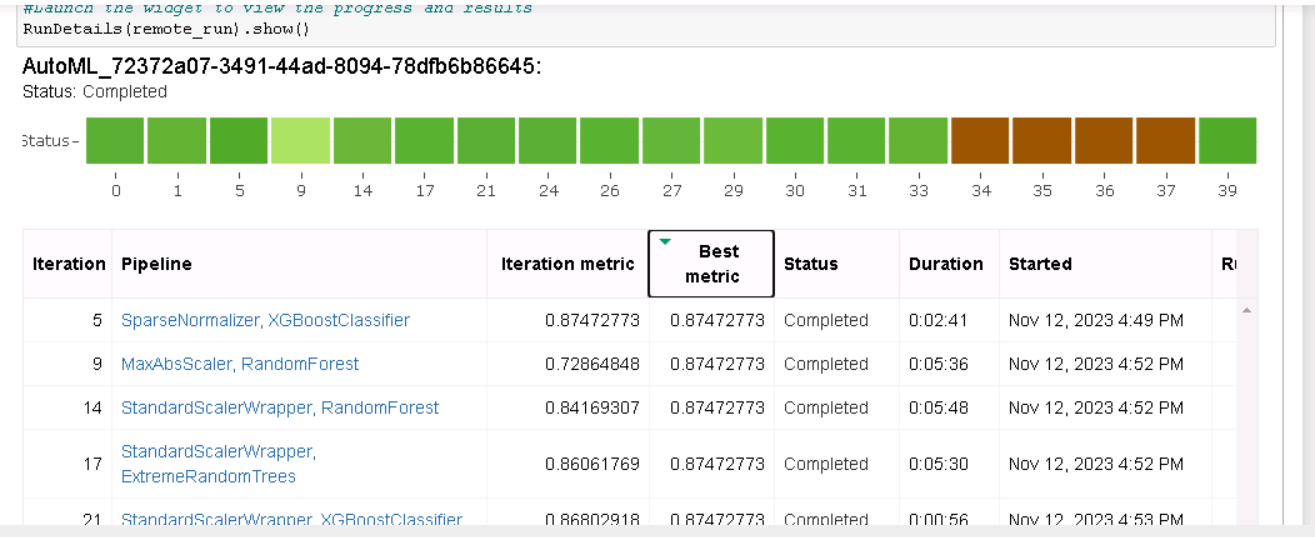 #Launch the widget to view the progress and results
RunDetails(remote_run).show()
AutoML_72372a07-3491-44ad-8094-78dfb6b86645:
Status: Completed
Status-
0 1 5 9 14 17 21 24 26 27 29 30 31 33 34 35 36 37 39
Iteration Pipeline Iteration metric Best metric Status Duration Started
5 SparseNormalizer, XGBoostClassifier 0.87472773 0.87472773 Completed 0:02:41 Nov 12, 2023 4:49 PM
9 MaxAbsScaler, RandomForest 0.72864848 0.87472773 Completed 0:05:36 Nov 12, 2023 4:52 PM
14 StandardScalerWrapper, RandomForest 0.84169307 0.87472773 Completed 0:05:48 Nov 12, 2023 4:52 PM
17 StandardScalerWrapper, ExtremeRandomTrees 0.86061769 0.87472773 Completed 0:05:30 Nov 12, 2023 4:52 PM
21 StandardScalerWrapper, XGBoostClassifier 0.86802918 0.87472773 Completed 0:00:56 Nov 12, 2023 4:53 PM